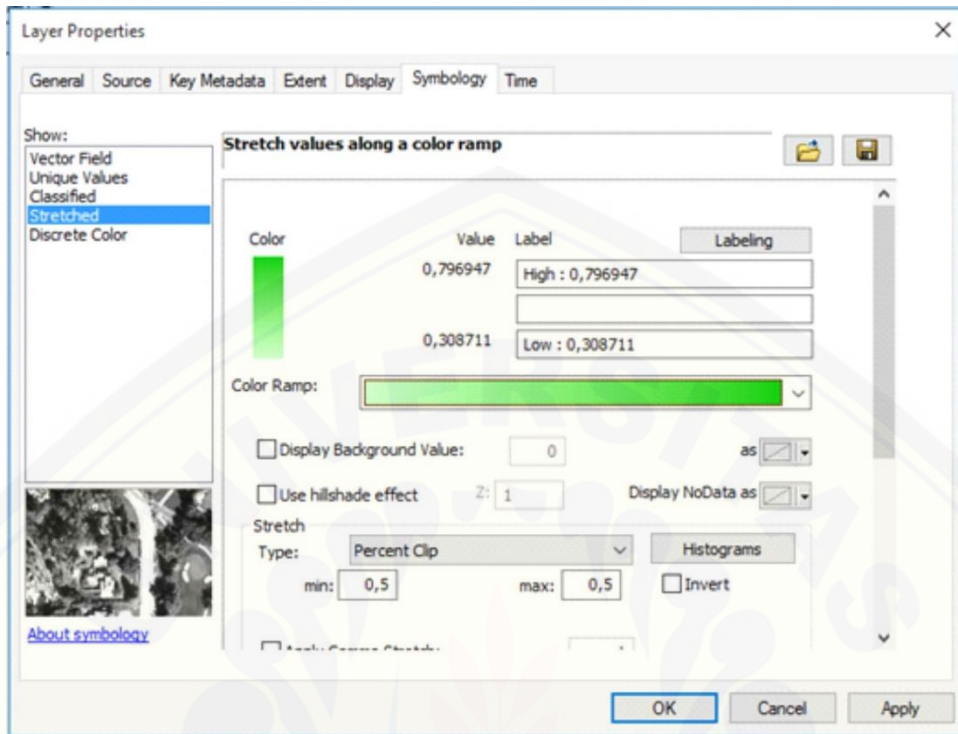 Layer Properties
General Source Key Metadata Extent Display Symbology Time
Show:
Vector Field
Unique Values
Classified
Stretched
Discrete Color
About symbology
Stretch values along a color ramp
Color Value Label Labeling
0,796947 High : 0,796947
0,308711 Low : 0,308711
Color Ramp:
Display Background Value: 0 as
Use hillshade effect Z: 1 Display NoData as
Stretch
Type: Percent Clip Histograms
min: 0,5 max: 0,5 Invert
OK Cancel Apply
UNIVERSITAS